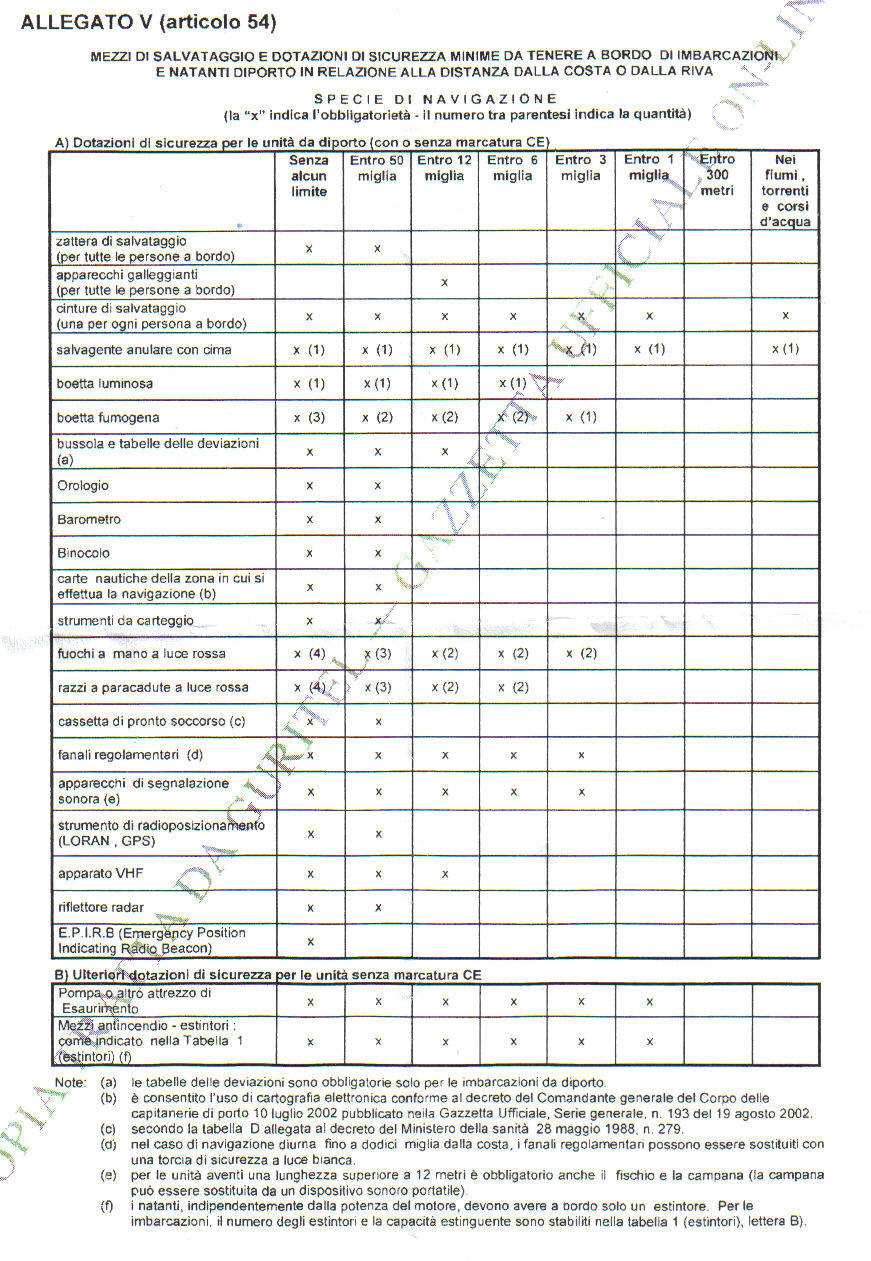 ALLEGATO V (articolo 54)
MEZZI DI SALVATAGGIO E DOTAZIONI DI SICUREZZA MINIME DA TENERE A BORDO DI IMBARCAZIONI
E NATANTI DIPORTO IN RELAZIONE ALLA DISTANZA DALLA COSTA O DALLA RIVA
SPECIE DI NAVIGAZIONE
(la “x” indica l’obbligatorietà - il numero tra parentesi indica la quantità)
A) Dotazioni di sicurezza per le unità da diporto (con o senza marcatura CE)
Senza alcun limite Entro 50 miglia Entro 12 miglia Entro 6 miglia Entro 3 miglia Entro 1 miglia Entro 300 metri Nei fiumi , torrenti e corsi d’acqua
zattera di salvataggio
(per tutte le persone a bordo) x x
apparecchi galleggianti
(per tutte le persone a bordo) x
cinture di salvataggio
(una per ogni persona a bordo) x x x x x x x
salvagente anulare con cima x (1) x (1) x (1) x (1) x (1) x (1) x (1)
boetta luminosa x (1) x (1) x (1) x (1)
boetta fumogena x (3) x (2) x (2) x (2) x (1)
bussola e tabelle delle deviazioni
(a) x x x
Orologio x x
Barometro x x
Binocolo x x
carte nautiche della zona in cui si
effettua la navigazione (b) x x
strumenti da carteggio x x
fuochi a mano a luce rossa x (4) x (3) x (2) x (2) x (2)
razzi a paracadute a luce rossa x (4) x (3) x (2) x (2)
cassetta di pronto soccorso (c) x x
fanali regolamentari (d) x x x x x
apparecchi di segnalazione
sonora (e) x x x x x
strumento di radioposizionamento
(LORAN , GPS) x x
apparato VHF x x x
riflettore radar x x
E.P.I.R.B (Emergency Position
Indicating Radio Beacon) x
B) Ulteriori dotazioni di sicurezza per le unità senza marcatura CE
Pompa o altro attrezzo di
Esaurimento x x x x x x
Mezzi antincendio - estintori :
come indicato nella Tabella 1
(estintori) (f) x x x x x x
Note: (a) le tabelle delle deviazioni sono obbligatorie solo per le imbarcazioni da diporto.
(b) è consentito l’uso di cartografia elettronica conforme al decreto del Comandante generale del Corpo delle
capitanerie di porto 10 luglio 2002 pubblicato nella Gazzetta Ufficiale, Serie generale, n. 193 del 19 agosto 2002.
(c) secondo la tabella D allegata al decreto del Ministero della sanità 28 maggio 1988, n. 279.
(d) nel caso di navigazione diurna fino a dodici miglia dalla costa, i fanali regolamentari possono essere sostituiti con
una torcia di sicurezza a luce bianca.
(e) per le unità aventi una lunghezza superiore a 12 metri è obbligatorio anche il fischio e la campana (la campana
può essere sostituita da un dispositivo sonoro portatile).
(f) i natanti, indipendentemente dalla potenza del motore, devono avere a bordo solo un estintore. Per le
imbarcazioni, il numero degli estintori e la capacità estinguente sono stabiliti nella tabella 1 (estintori), lettera B).
COPIA TRATTA DA GURITEL — GAZZETTA UFFICIALE ON-LINE